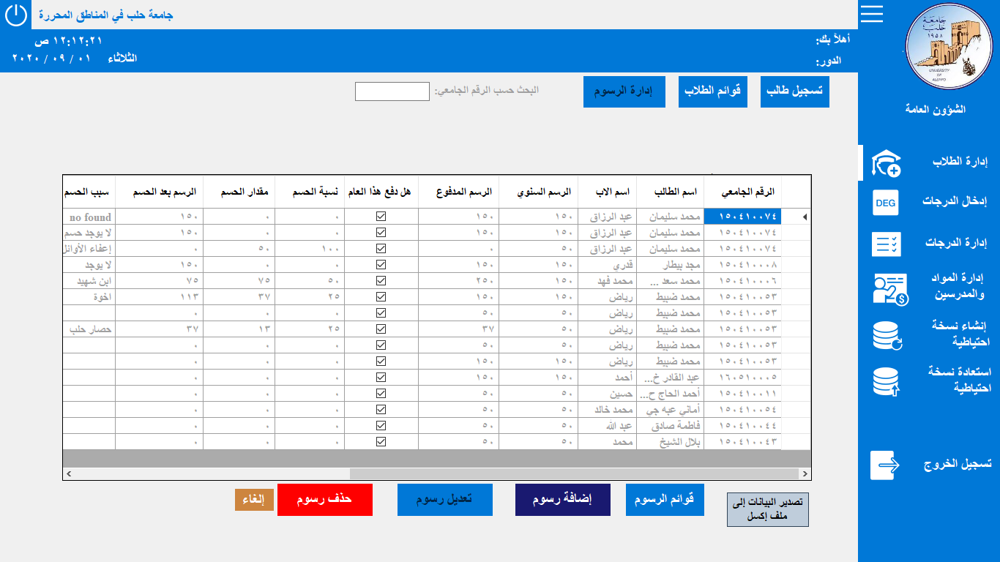 جامعة حلب في المناطق المحررة
١٢:١٢:٢١ ص
الثلاثاء ٠١ / ٠٩ / ٢٠٢٠
أهلاً بك:
الدور:
جامعة حلب
١٩٥٨
UNIVERSITY
OF
ALEPPO
الشؤون العامة
إدارة الطلاب
DEG
إدخال الدرجات
إدارة الدرجات
إدارة المواد
والمدرسين
إنشاء نسخة
احتياطية
استعادة نسخة
احتياطية
تسجيل الخروج
تسجيل طالب
قوائم الطلاب
إدارة الرسوم
البحث حسب الرقم الجامعي:
الرقم الجامعي اسم الطالب اسم الاب الرسم السنوي الرسم المدفوع هل دفع هذا العام نسبة الحسم مقدار الحسم الرسم بعد الحسم سبب الحسم
١٥٠٤١٠٠٧٤ محمد سليمان عبد الرزاق ١٥٠ ١٥٠ ٠ ٠ ١٥٠ no found
١٥٠٤١٠٠٧٤ محمد سليمان عبد الرزاق ١٥٠ ١٥٠ ٠ ٠ ١٥٠ لا يوجد حسم
١٥٠٤١٠٠٧٤ محمد سليمان عبد الرزاق ٥٠ ٠ ١٠٠ ٥٠ ٠ إعفاء الأوائل
١٥٠٤١٠٠٠٨ مجد بيطار قدري ١٥٠ ١٥٠ ٠ ٠ ١٥٠ لا يوجد
١٥٠٤١٠٠٠٦ محمد سعد ... محمد فهد ١٥٠ ٢٥٠ ٥٠ ٧٥ ٧٥ ابن شهيد
١٥٠٤١٠٠٥٣ محمد ضبيط رياض ١٥٠ ١٥٠ ٢٥ ٣٧ ١١٣ اخوة
١٥٠٤١٠٠٥٣ محمد ضبيط رياض ٥٠ ٥٠ ٠ ٠ ٠
١٥٠٤١٠٠٥٣ محمد ضبيط رياض ٥٠ ٣٧ ٢٥ ١٣ ٣٧ حصار حلب
١٥٠٤١٠٠٥٣ محمد ضبيط رياض ٥٠ ٥٠ ٠ ٠ ٠
١٥٠٤١٠٠٥٣ محمد ضبيط رياض ١٥٠ ١٥٠ ٠ ٠ ٠
١٦٠٥١٠٠٠٥ عبد القادر خ... أحمد ١٥٠ ١٥٠ ٠ ٠ ٠
١٥٠٤١٠٠١١ أحمد الحاج ح... حسين ٥٠ ٥٠ ٠ ٠ ٠
١٥٠٤١٠٠٥٤ أماني عبه جي محمد خالد ٥٠ ٥٠ ٠ ٠ ٠
١٥٠٤١٠٠٤٤ فاطمة صادق عبد الله ٥٠ ٥٠ ٠ ٠ ٠
١٥٠٤١٠٠٤٣ بلال الشيخ محمد ٥٠ ٥٠ ٠ ٠ ٠
تصدير البيانات إلى
ملف إكسل
قوائم الرسوم
إضافة رسوم
تعديل رسوم
حذف رسوم
إلغاء